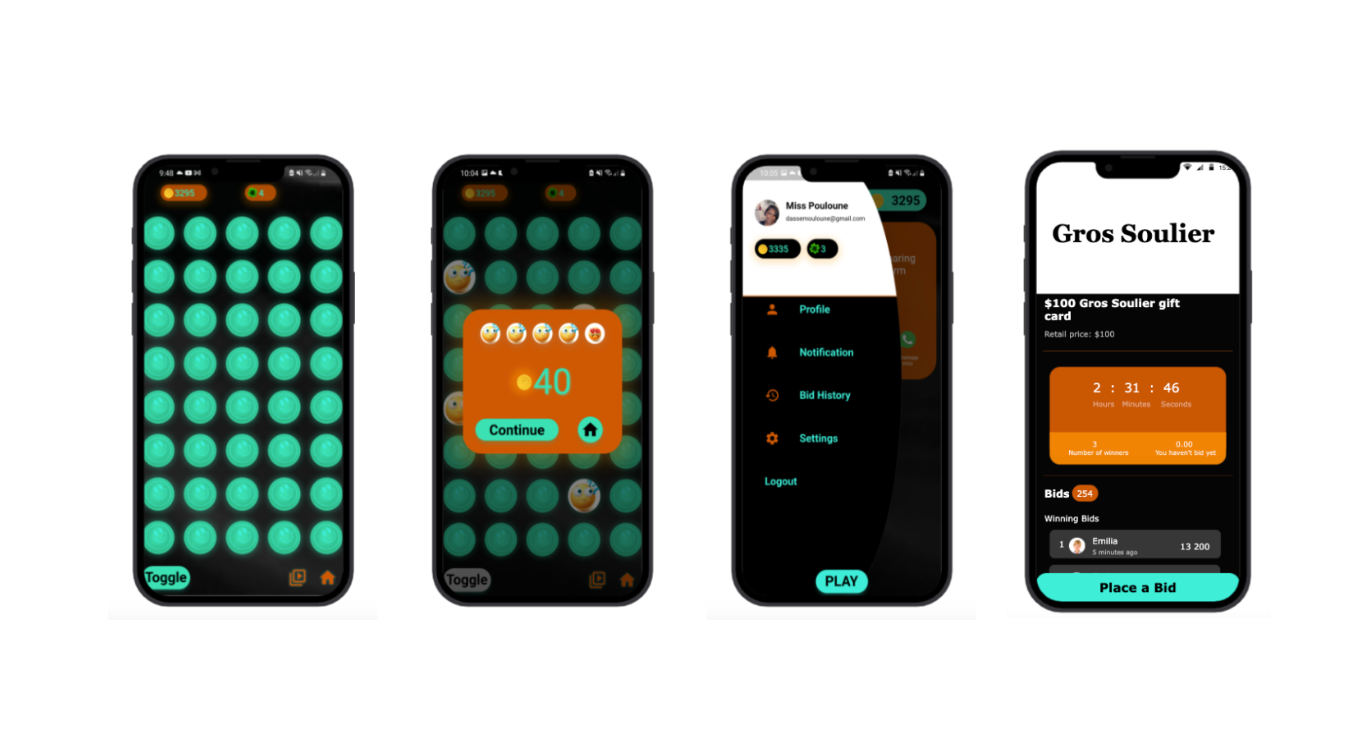 9:48
3295
4
Toggle
10:04
3295
4
40
Continue
Toggle
10:35
Miss Pouloune
dassemouloune@gmail.com
3335
3
3295
aring
rm
Profile
Notification
Bid History
Settings
Logout
PLAY
Gros Soulier
$100 Gros Soulier gift
card
Retail price: $100
2 : 31 : 46
Hours Minutes Seconds
3
Number of winners
0.00
You haven't bid yet
Bids 254
Winning Bids
1
Emilia
5 minutes ago
13 200
Place a Bid